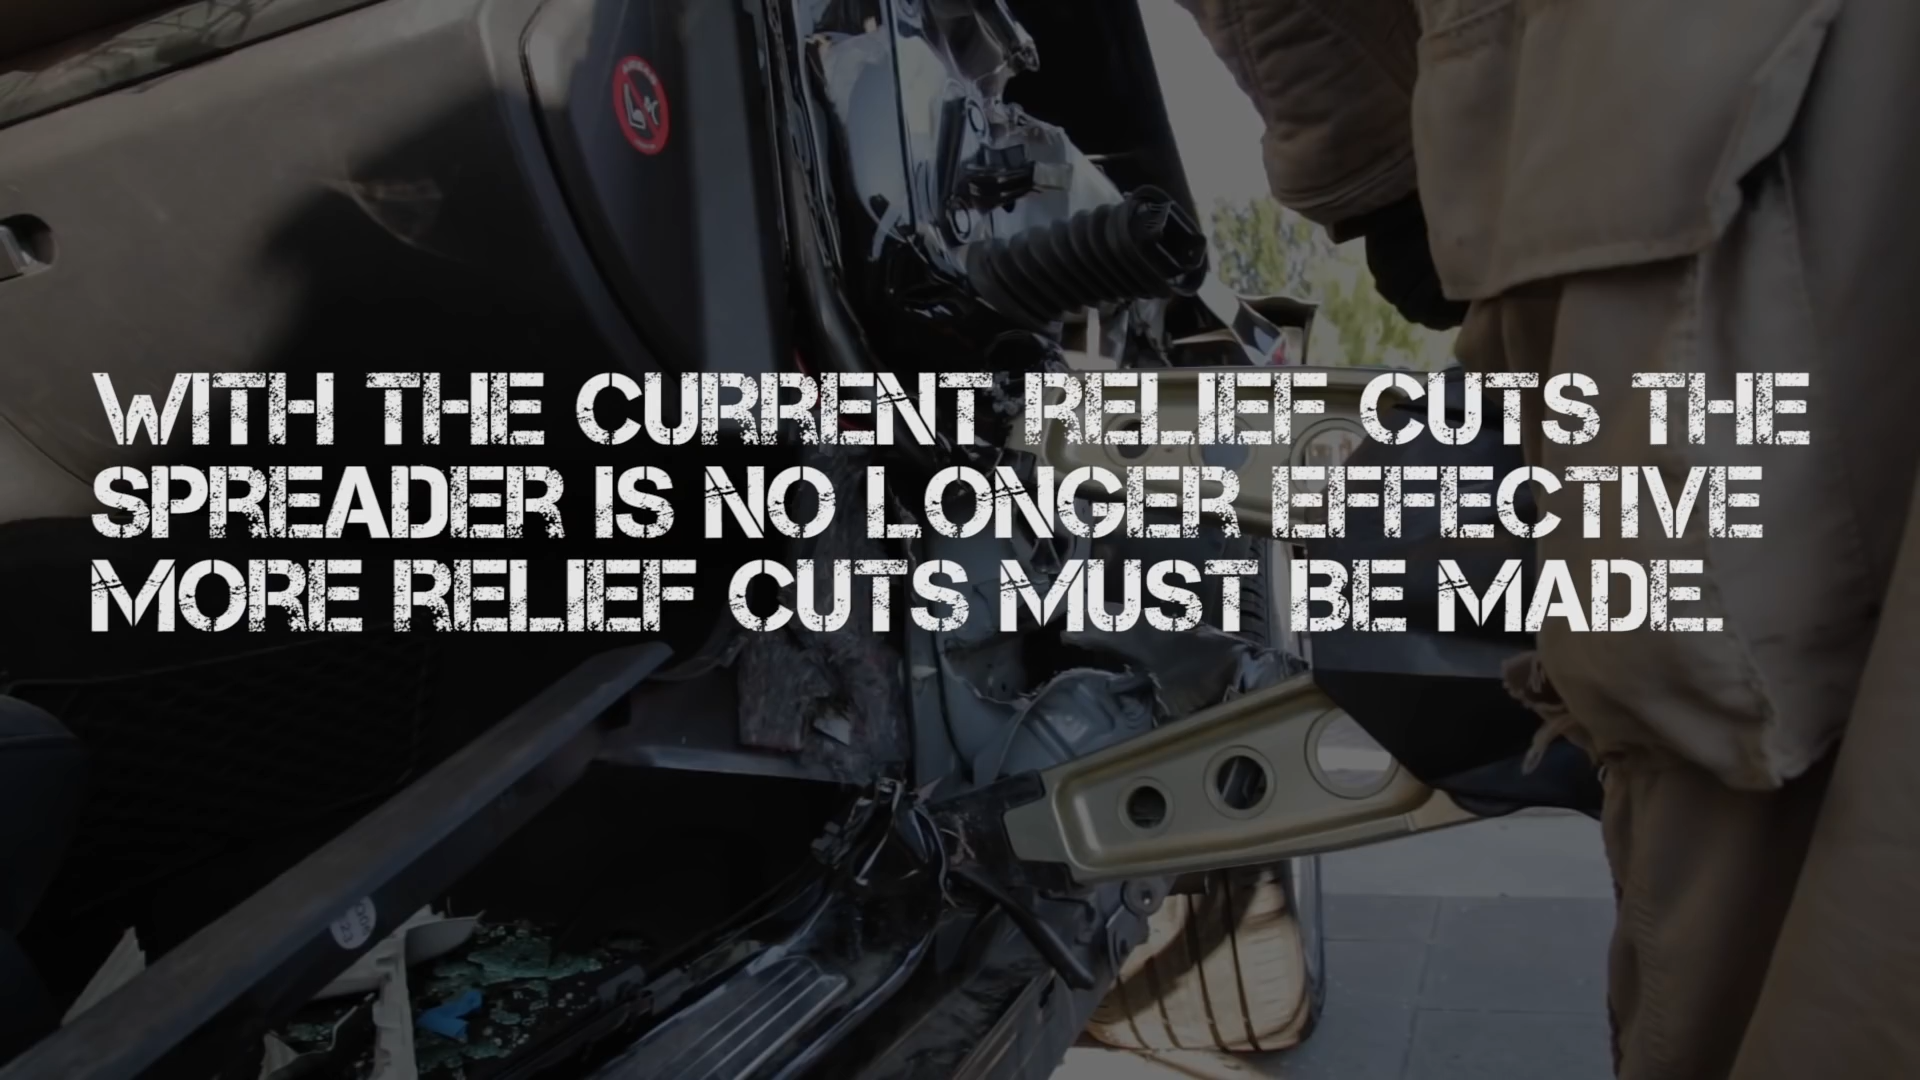 WITH THE CURRENT RELIEF CUTS THE
SPREADER IS NO LONGER EFFECTIVE
MORE RELIEF CUTS MUST BE MADE.